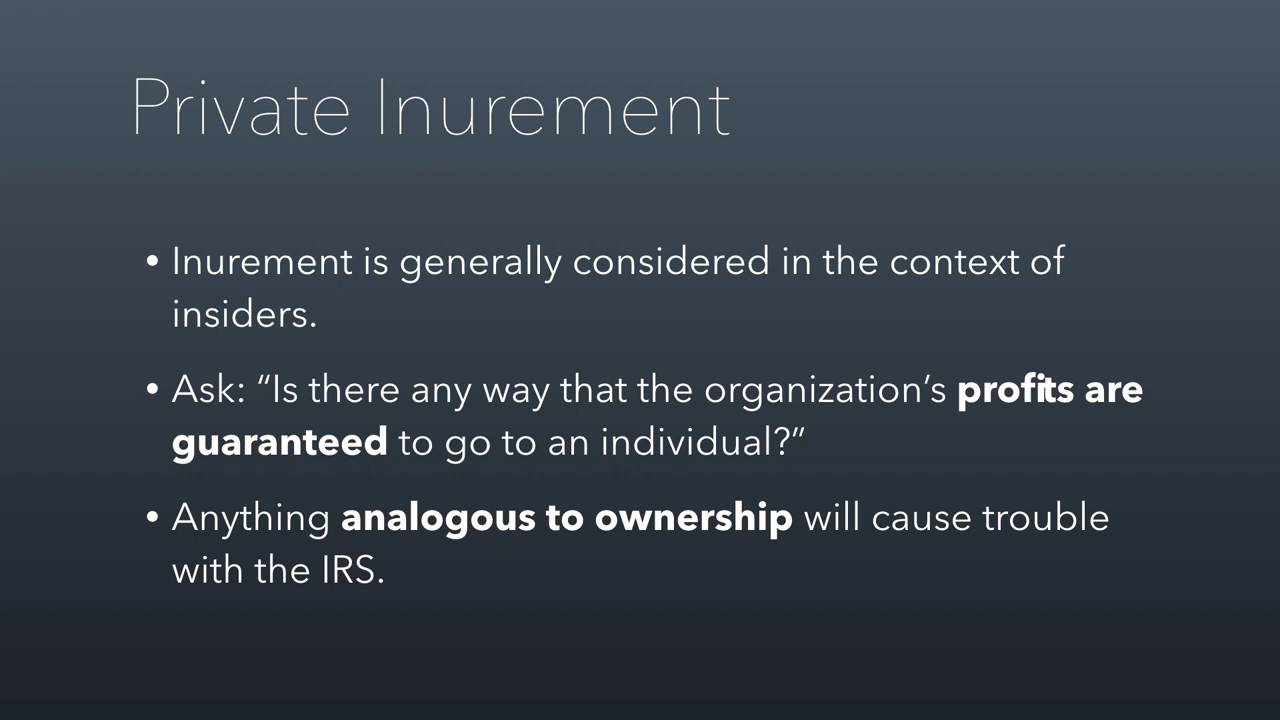 Private Inurement
• Inurement is generally considered in the context of
insiders.
• Ask: “Is there any way that the organization’s profits are
guaranteed to go to an individual?”
• Anything analogous to ownership will cause trouble
with the IRS.